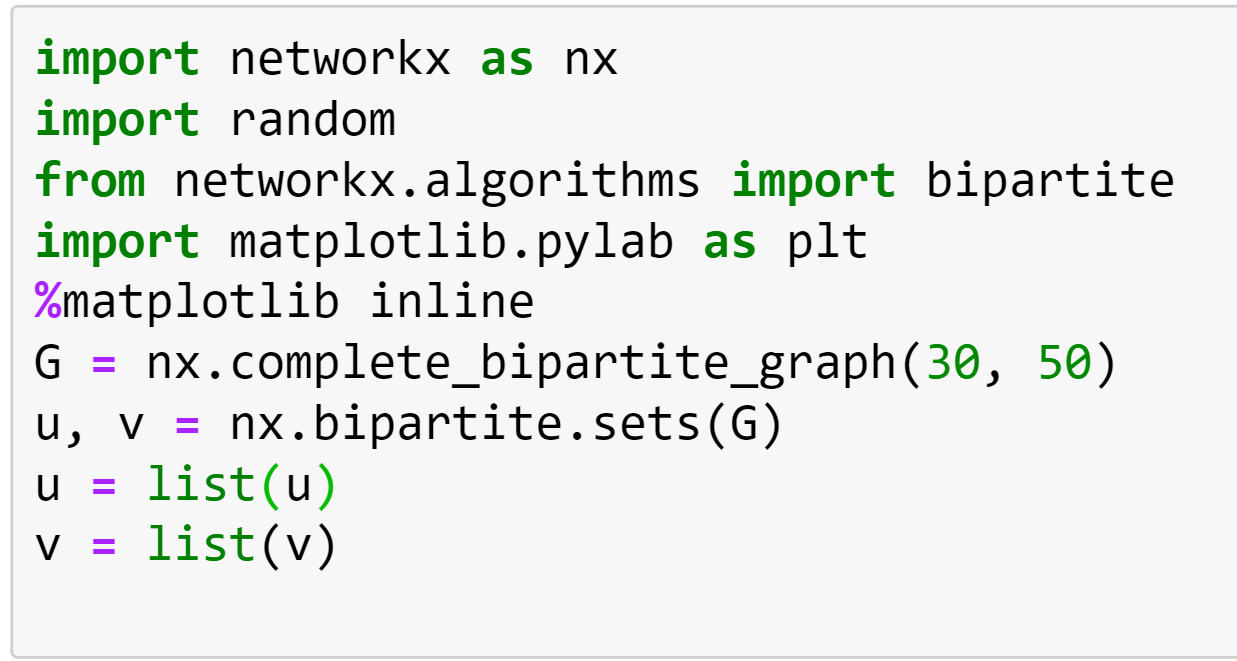 import networkx as nx
import random
from networkx.algorithms import bipartite
import matplotlib.pylab as plt
%matplotlib inline
G = nx.complete_bipartite_graph(30, 50)
u, v = nx.bipartite.sets(G)
u = list(u)
v = list(v)